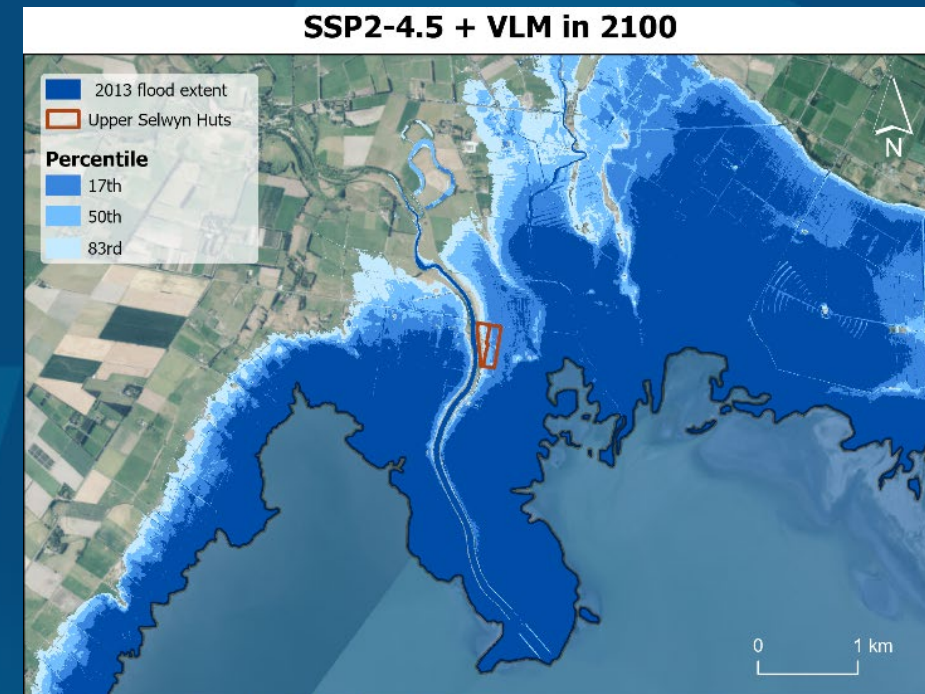 SSP2-4.5 + VLM in 2100
2013 flood extent
Upper Selwyn Huts
Percentile
17th
50th
83rd
N
0 1 km